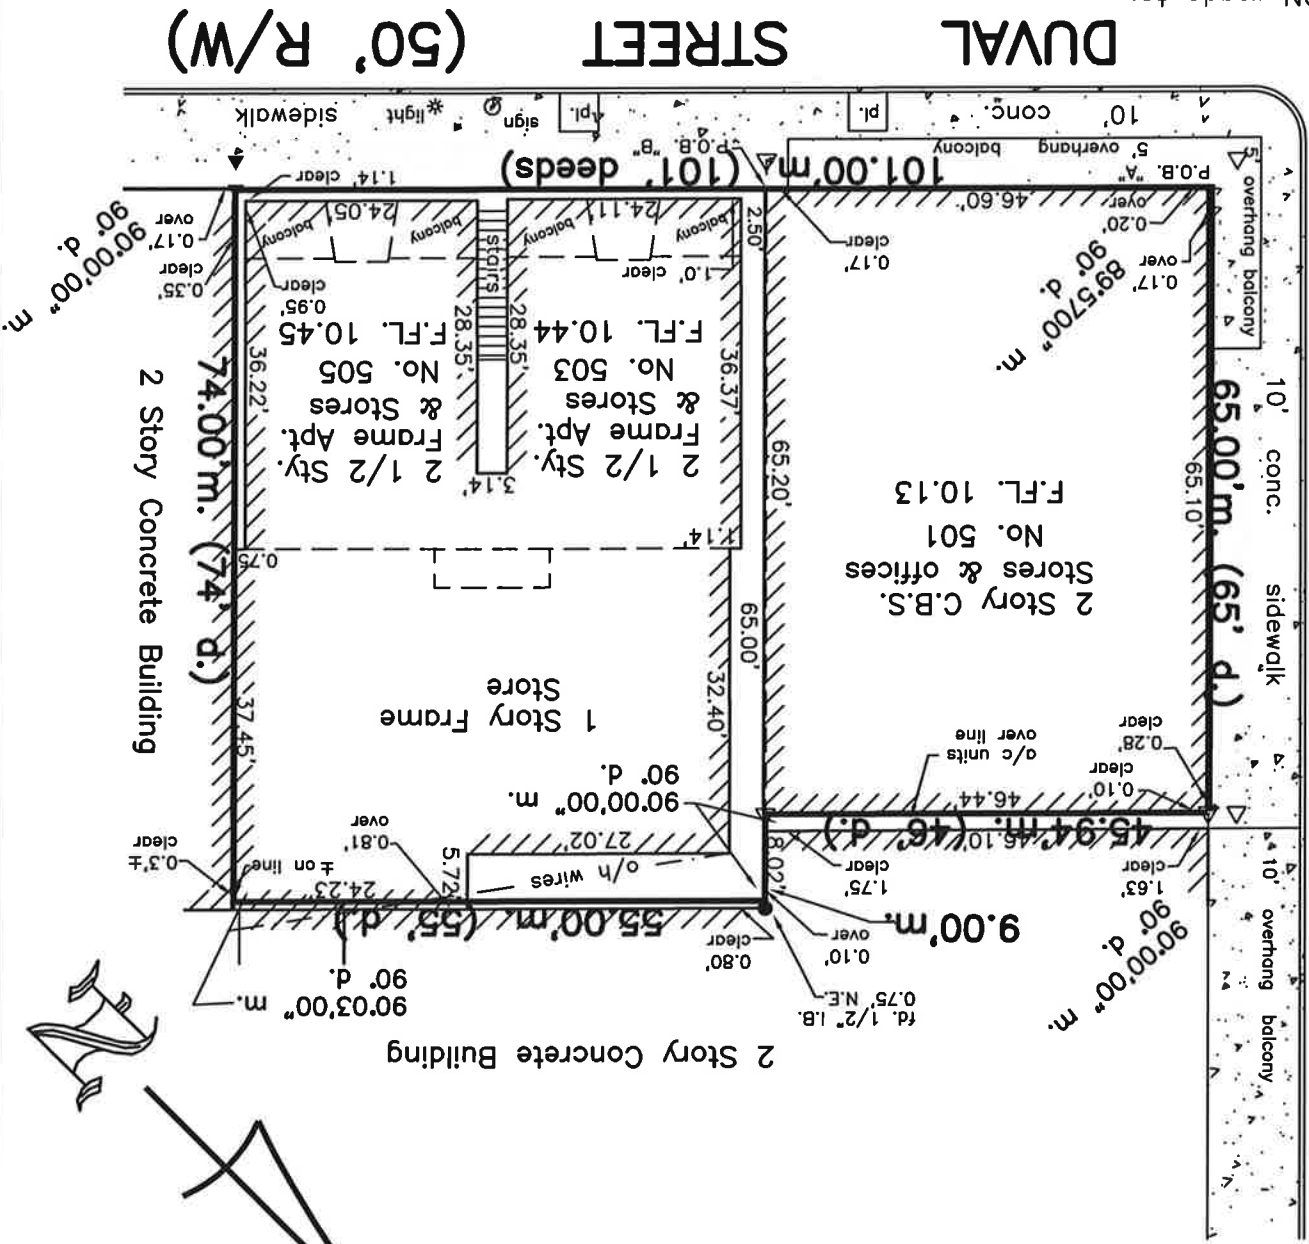 DUVAL STREET (50' R/W)
10' conc. sidewalk
pl.
pl.
sign
light
5' overhang balcony
5'
overhang balcony
P.O.B. "A"
P.O.B. "B"
101.00'm (101' deeds)
46.60'
0.20'
over
0.17'
over
89°57'00" m.
90° d.
0.17'
clear
2.50'
24.11'
balcony
balcony
1.0' clear
stairs
24.05'
balcony
balcony
1.14'
clear
0.95'
clear
0.17'
over
0.35'
clear
90°00'00" m.
90° d.
10' conc. sidewalk
65.00'm. (65' d.)
65.10'
2 Story C.B.S.
Stores & offices
No. 501
F.FL. 10.13
65.20'
65.00'
36.37'
2 1/2 Sty.
Frame Apt.
& Stores
No. 503
F.FL. 10.44
28.35'
28.35'
3.14'
2 1/2 Sty.
Frame Apt.
& Stores
No. 505
F.FL. 10.45
36.22'
74.00'm. (74' d.)
2 Story Concrete Building
1.14'
0.75
1 Story Frame
Store
32.40'
37.45'
90°00'00" m.
90° d.
27.02'
o/h wires
5.72'
0.81'
over
24.23
± on line
0.3'±
clear
a/c units
over line
0.28'
clear
0.10'
clear
46.44'
45.94'm. (46' d.)
46.10'
1.63'
clear
1.75'
clear
8.02'
9.00'm.
55.00'm. (55' d.)
0.10'
over
0.80'
clear
fd. 1/2" I.B.
0.75' N.E.
90°00'00" m.
90° d.
90°03'00" m.
90° d.
2 Story Concrete Building
10' overhang balcony
N